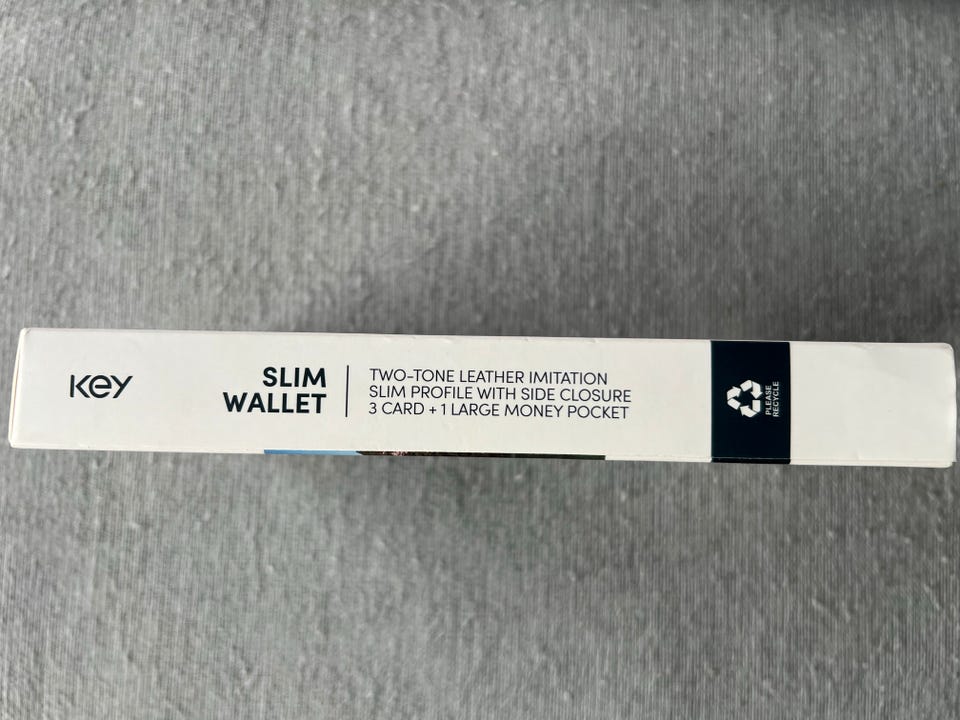 Key
SLIM
WALLET
TWO-TONE LEATHER IMITATION
SLIM PROFILE WITH SIDE CLOSURE
3 CARD + 1 LARGE MONEY POCKET
PLEASE
RECYCLE